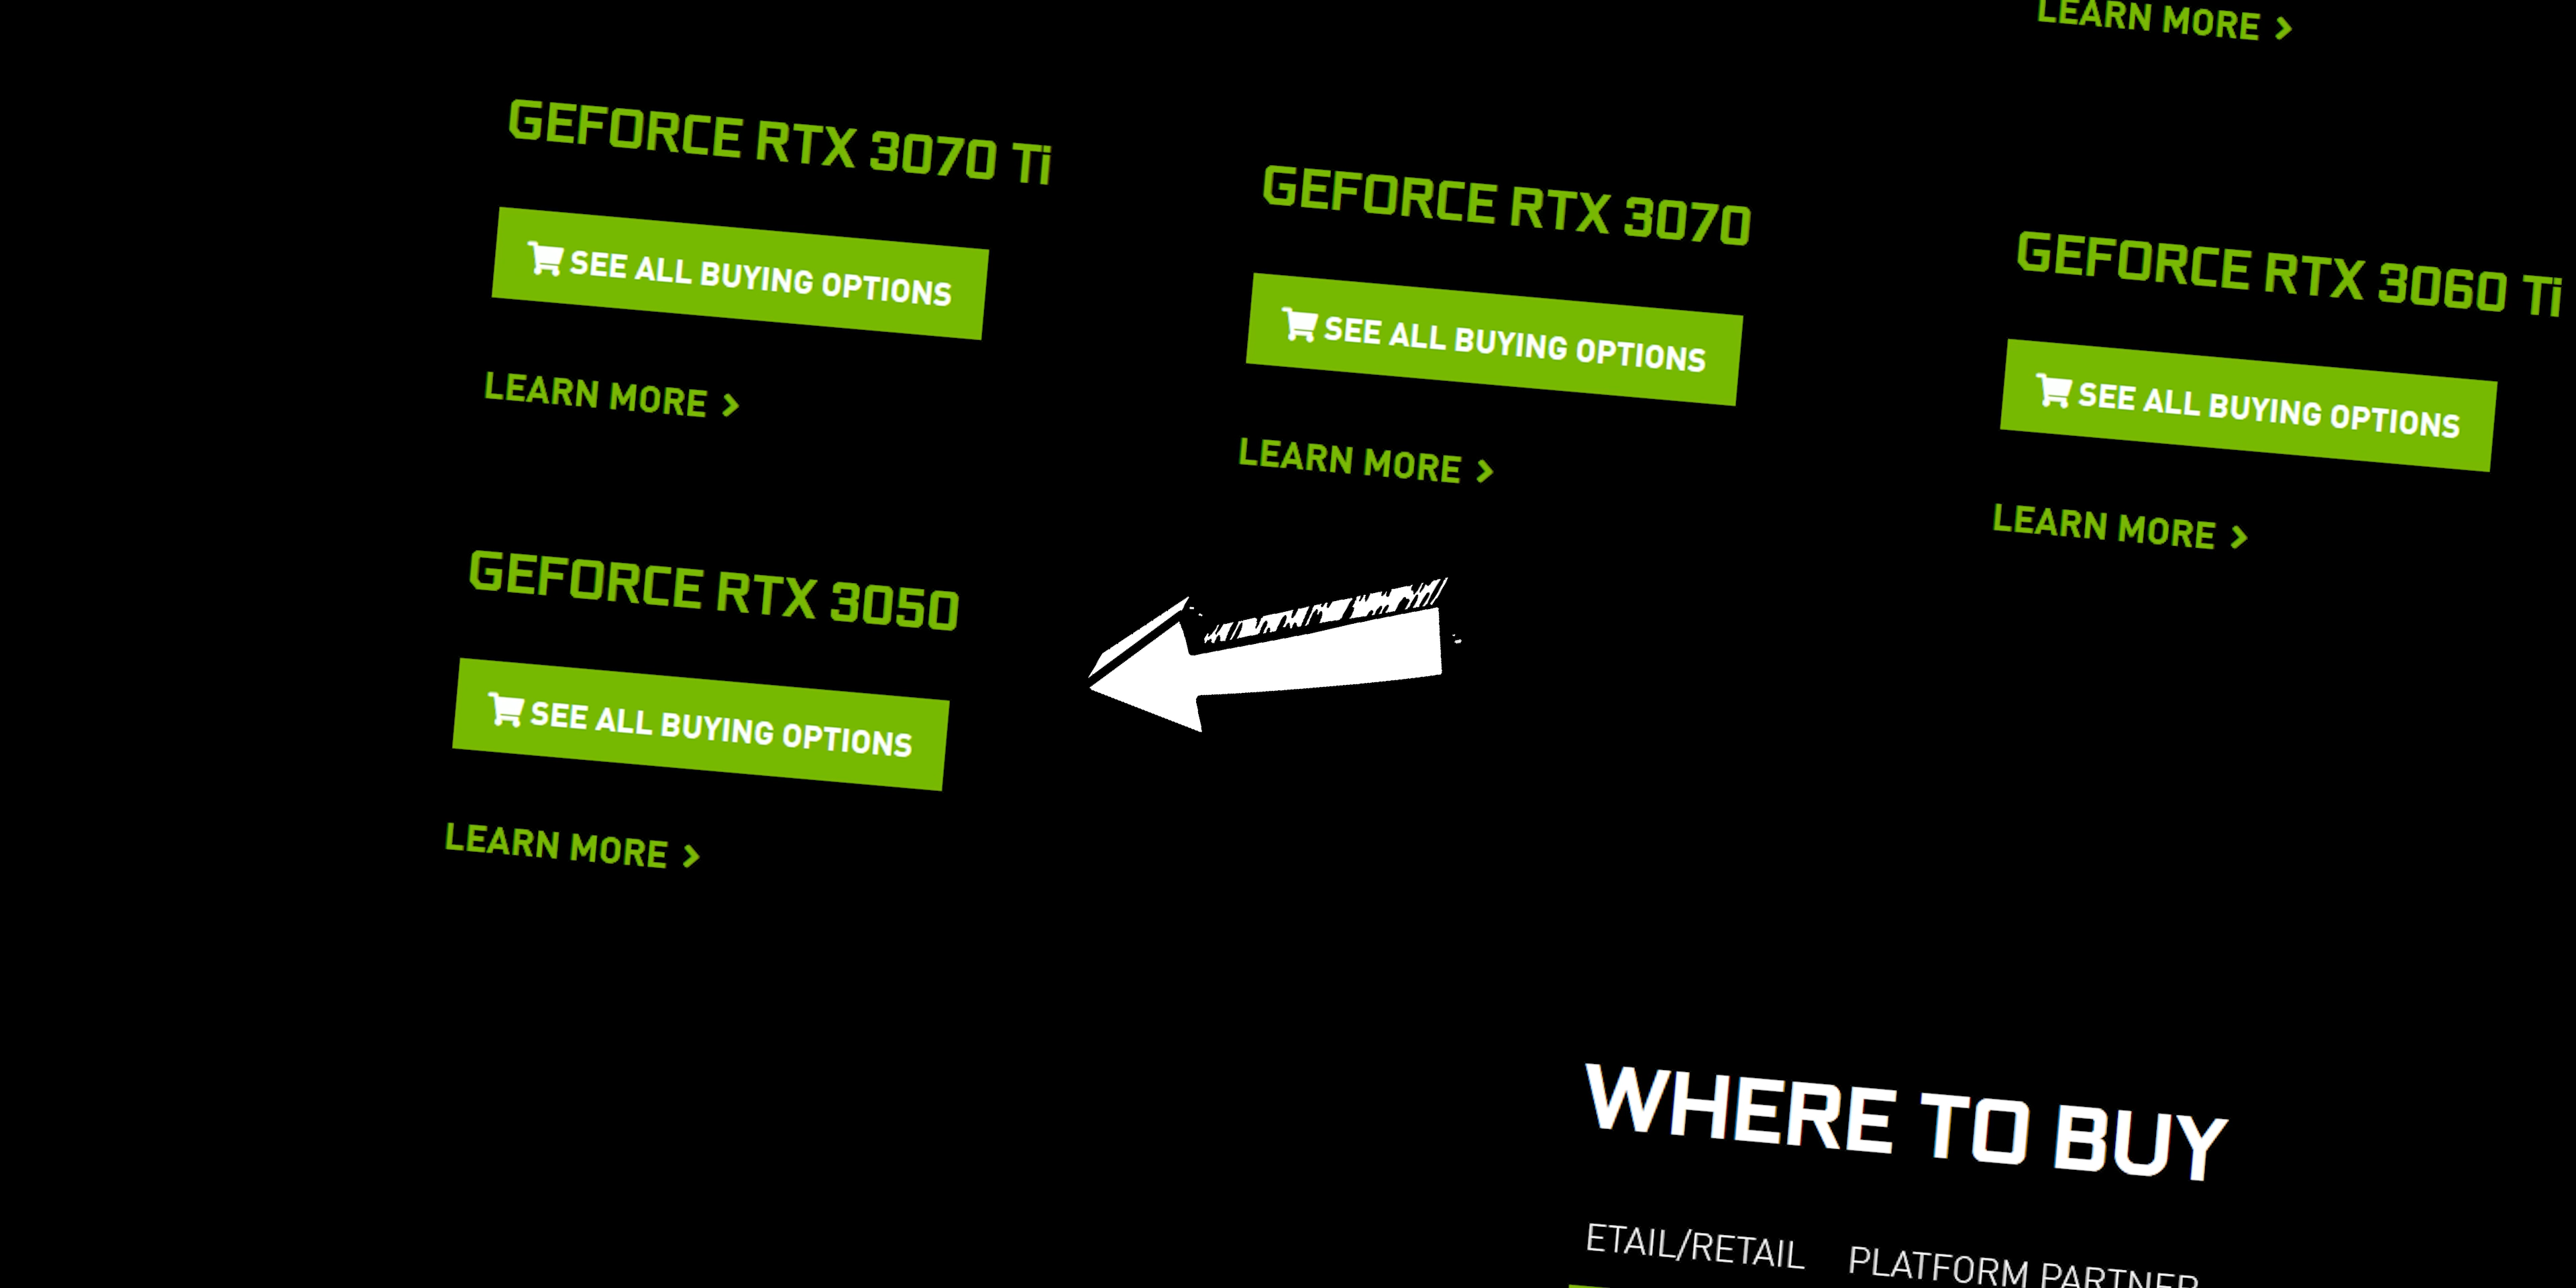 LEARN MORE >
GEFORCE RTX 3070 Ti
SEE ALL BUYING OPTIONS
LEARN MORE >
GEFORCE RTX 3070
SEE ALL BUYING OPTIONS
LEARN MORE >
GEFORCE RTX 3060 Ti
SEE ALL BUYING OPTIONS
LEARN MORE >
GEFORCE RTX 3050
SEE ALL BUYING OPTIONS
LEARN MORE >
WHERE TO BUY
ETAIL/RETAIL PLATFORM PARTNER